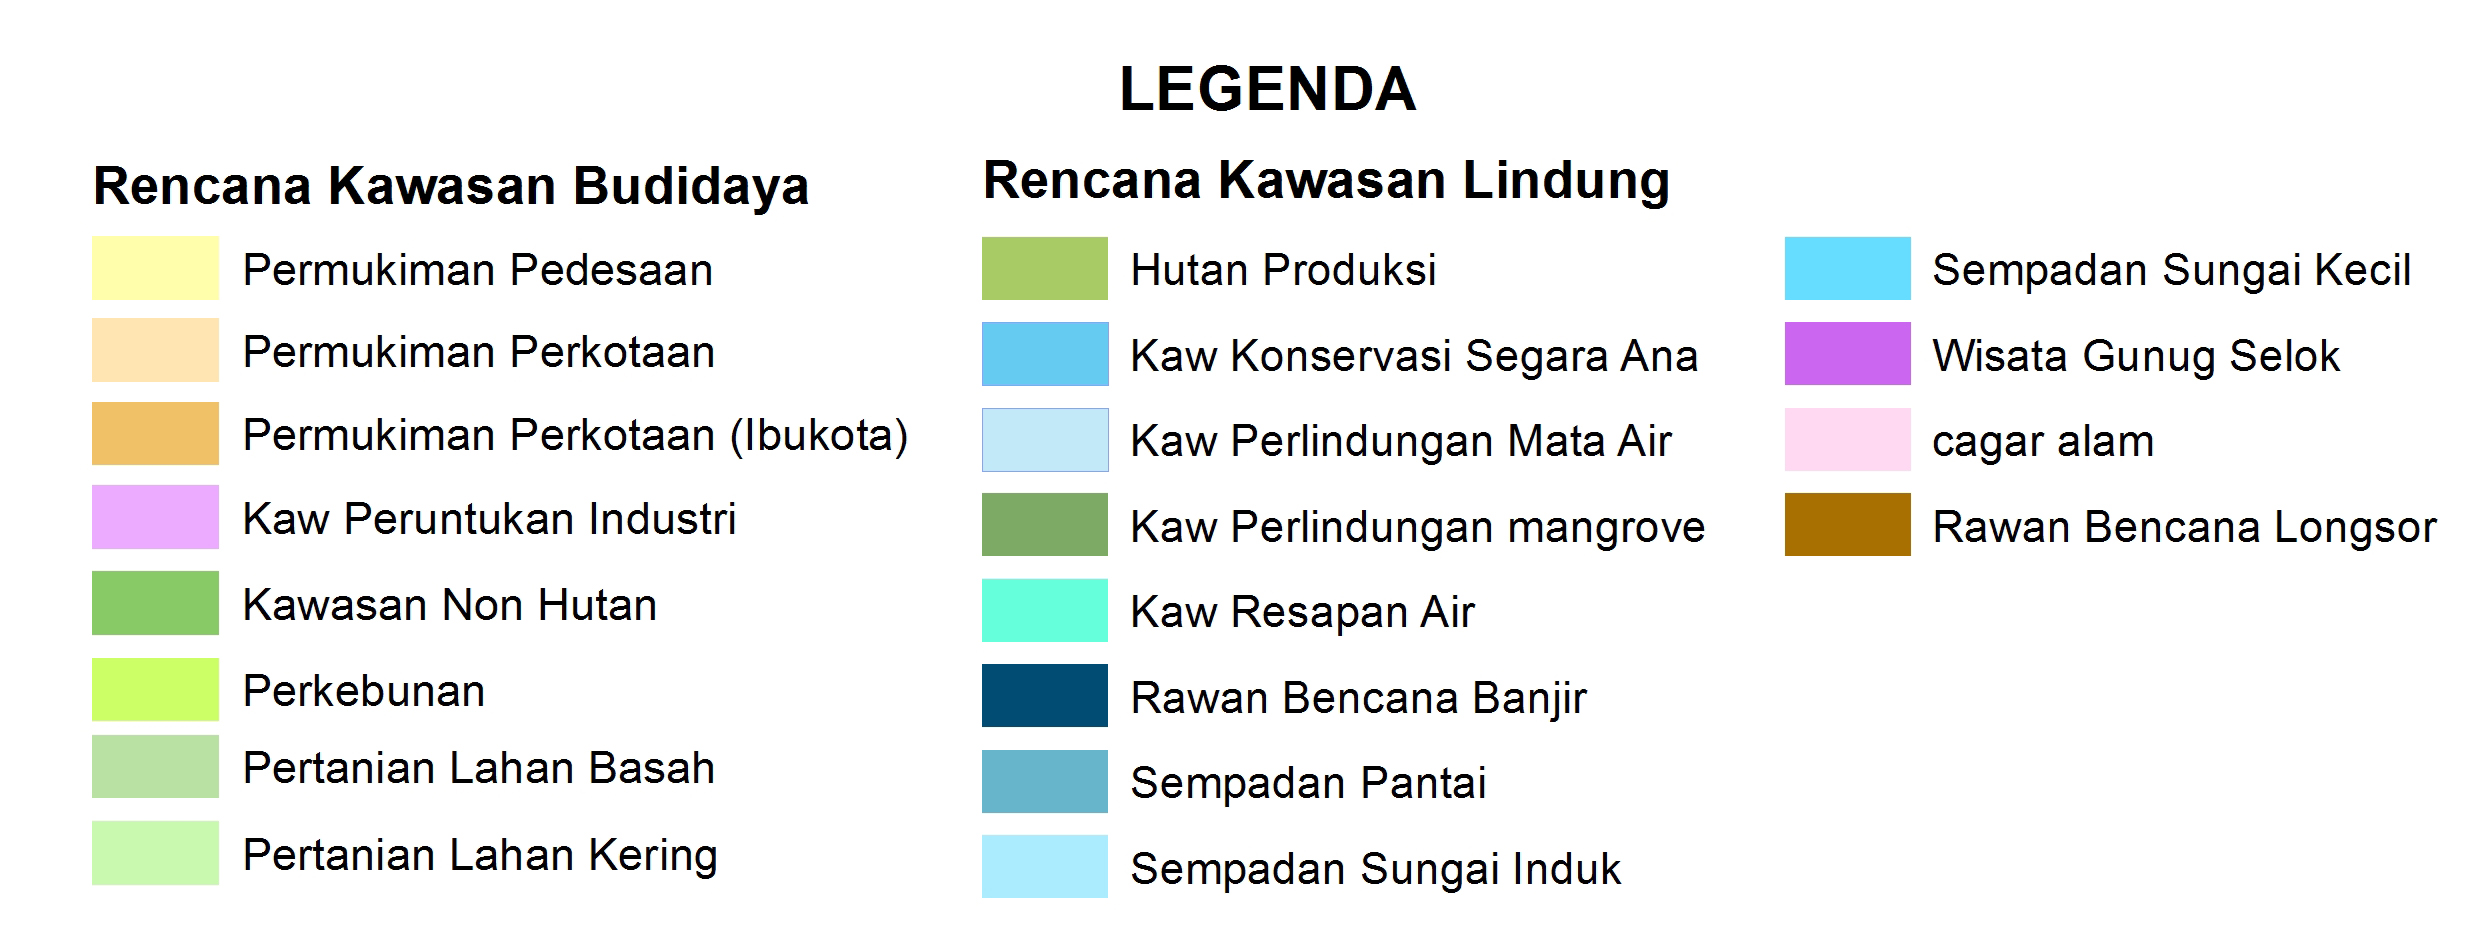 LEGENDA
Rencana Kawasan Budidaya
Permukiman Pedesaan
Permukiman Perkotaan
Permukiman Perkotaan (Ibukota)
Kaw Peruntukan Industri
Kawasan Non Hutan
Perkebunan
Pertanian Lahan Basah
Pertanian Lahan Kering
Rencana Kawasan Lindung
Hutan Produksi
Kaw Konservasi Segara Ana
Kaw Perlindungan Mata Air
Kaw Perlindungan mangrove
Kaw Resapan Air
Rawan Bencana Banjir
Sempadan Pantai
Sempadan Sungai Induk
Sempadan Sungai Kecil
Wisata Gunug Selok
cagar alam
Rawan Bencana Longsor